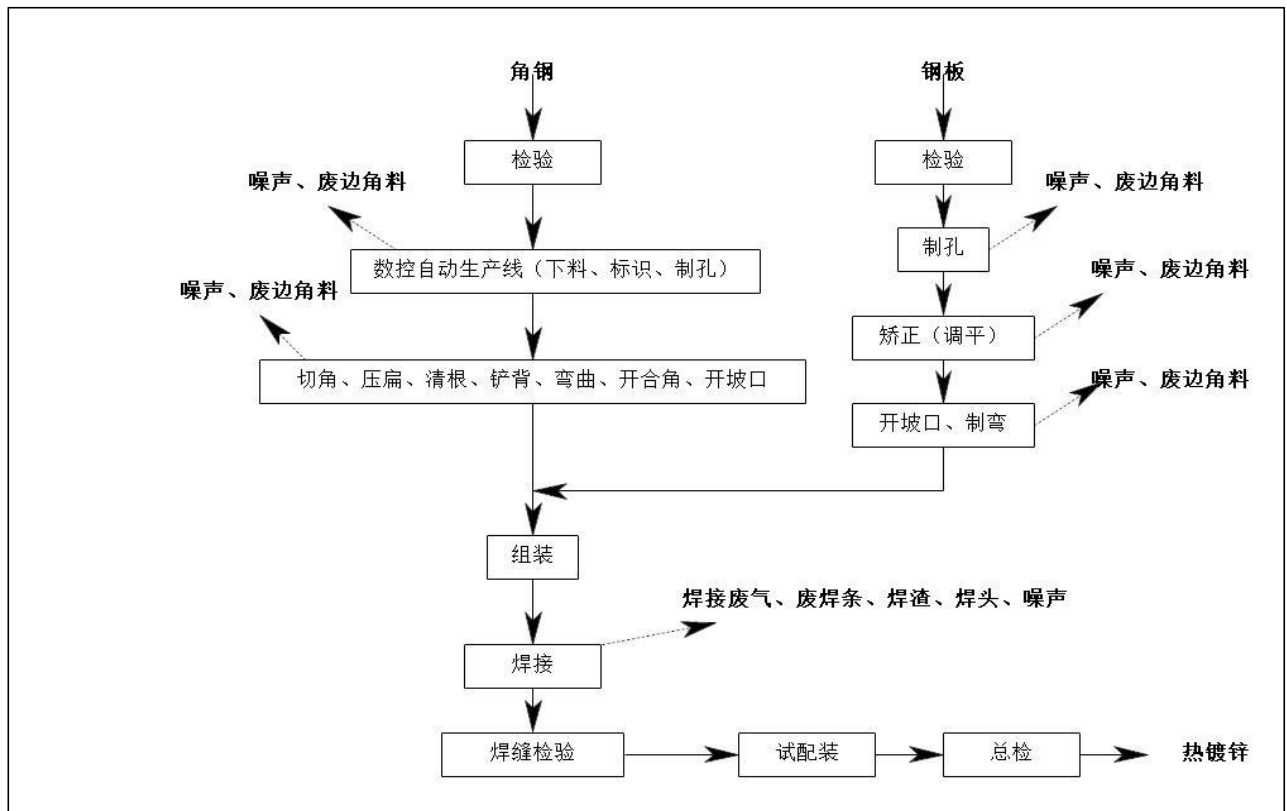 角钢
钢板
检验
检验
噪声、废边角料
噪声、废边角料
制孔
数控自动生产线（下料、标识、制孔）
噪声、废边角料
噪声、废边角料
矫正（调平）
切角、压扁、清根、铲背、弯曲、开合角、开坡口
噪声、废边角料
开坡口、制弯
组装
焊接废气、废焊条、焊渣、焊头、噪声
焊接
焊缝检验
试配装
总检
热镀锌